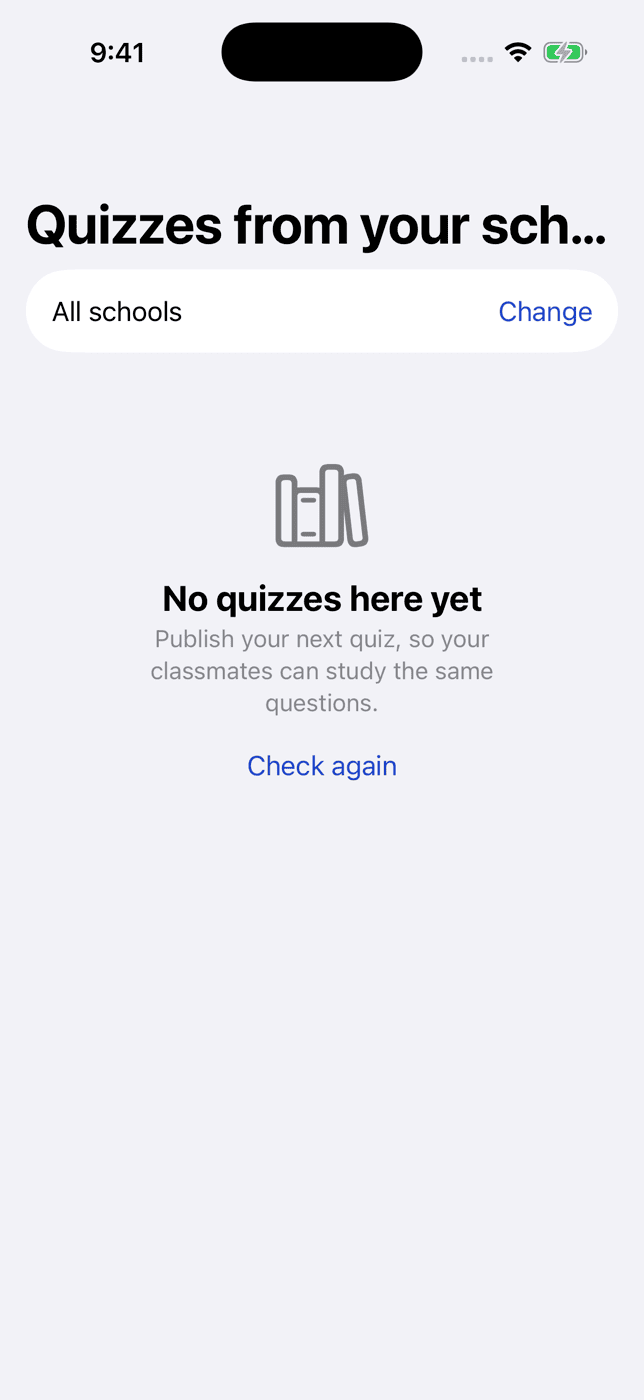 9:41
Quizzes from your sch...
All schools
Change
No quizzes here yet
Publish your next quiz, so your
classmates can study the same
questions.
Check again